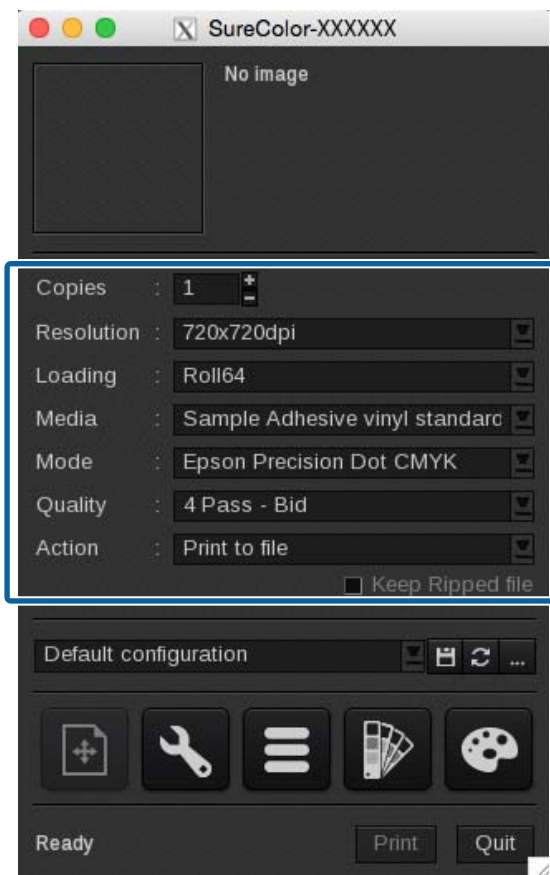 SureColor-XXXXXX
No image
Copies : 1
Resolution : 720x720dpi
Loading : Roll64
Media : Sample Adhesive vinyl standard
Mode : Epson Precision Dot CMYK
Quality : 4 Pass - Bid
Action : Print to file
Keep Ripped file
Default configuration ...
Ready Print Quit